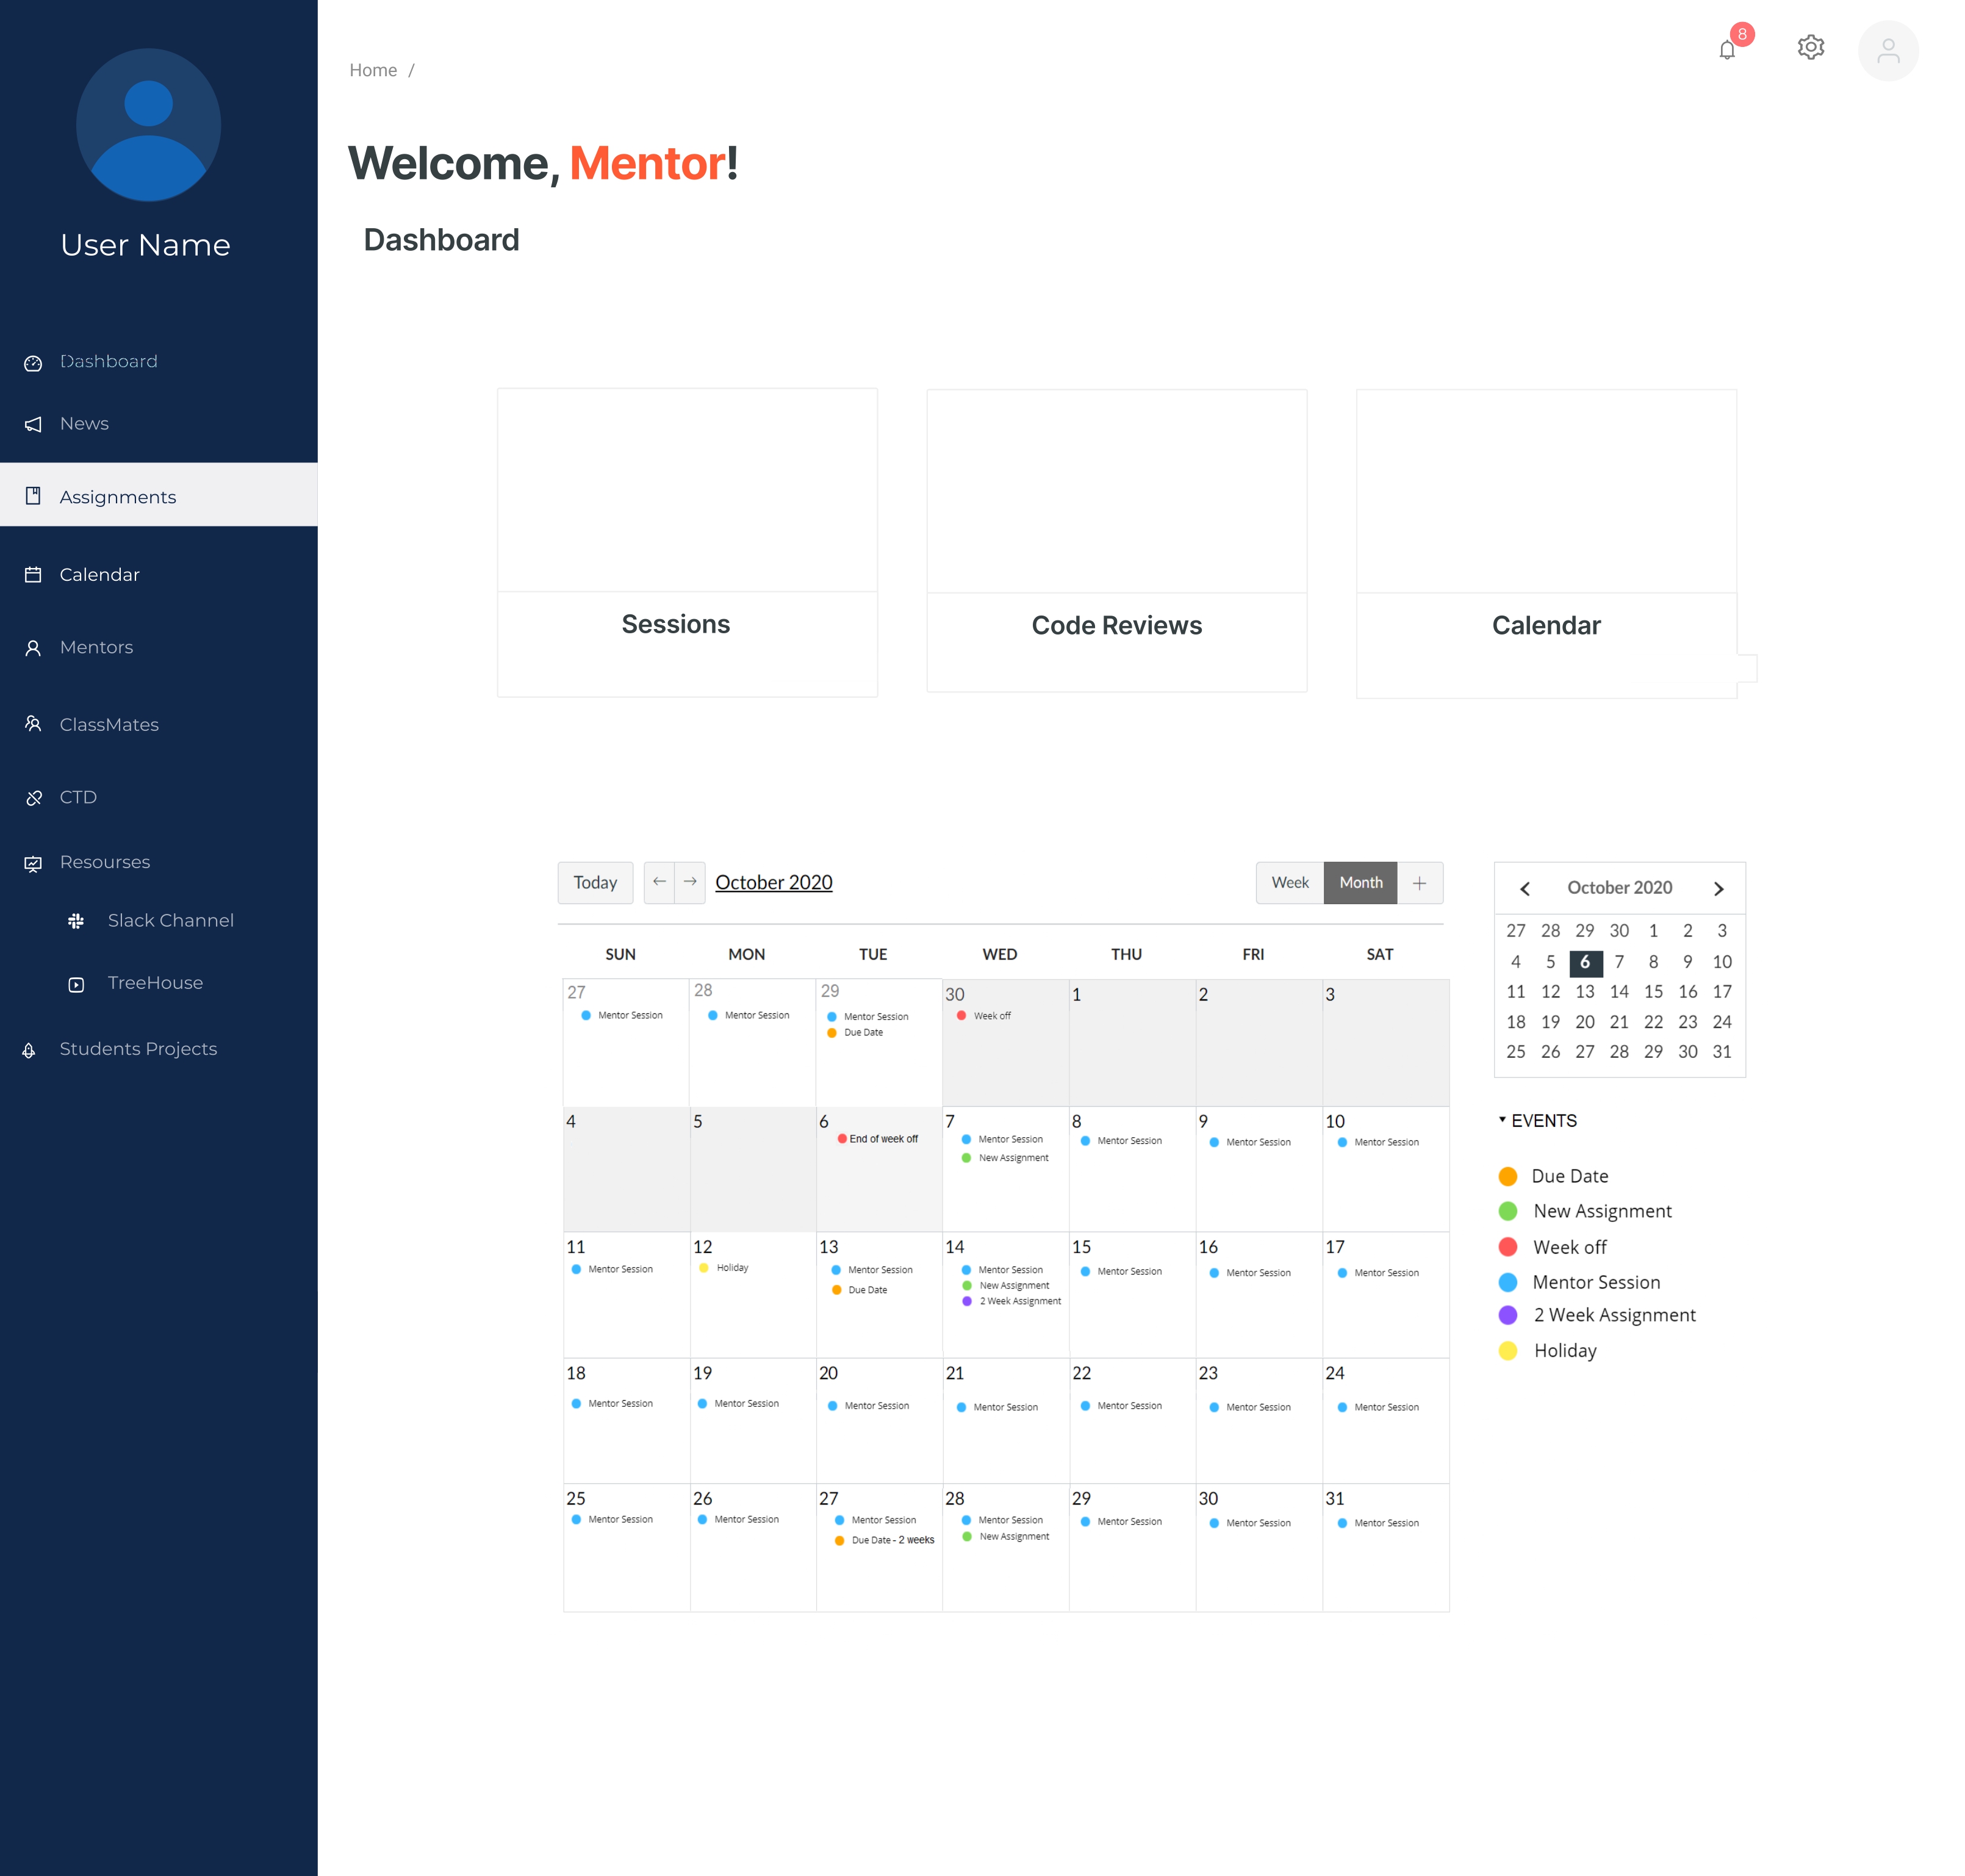 User Name
Dashboard
News
Assignments
Calendar
Mentors
ClassMates
CTD
Resourses
Slack Channel
TreeHouse
Students Projects
8
Home /
Welcome, Mentor!
Dashboard
Sessions
Code Reviews
Calendar
Today ← → October 2020
Week Month +
SUN MON TUE WED THU FRI SAT
27 28 29 30 1 2 3
Mentor Session Mentor Session Mentor Session Week off
Due Date
4 5 6 7 8 9 10
End of week off Mentor Session Mentor Session Mentor Session Mentor Session
New Assignment
11 12 13 14 15 16 17
Mentor Session Holiday Mentor Session Mentor Session Mentor Session Mentor Session Mentor Session
Due Date New Assignment
2 Week Assignment
18 19 20 21 22 23 24
Mentor Session Mentor Session Mentor Session Mentor Session Mentor Session Mentor Session Mentor Session
25 26 27 28 29 30 31
Mentor Session Mentor Session Mentor Session Mentor Session Mentor Session Mentor Session Mentor Session
Due Date - 2 weeks New Assignment
October 2020
27 28 29 30 1 2 3
4 5 6 7 8 9 10
11 12 13 14 15 16 17
18 19 20 21 22 23 24
25 26 27 28 29 30 31
EVENTS
Due Date
New Assignment
Week off
Mentor Session
2 Week Assignment
Holiday